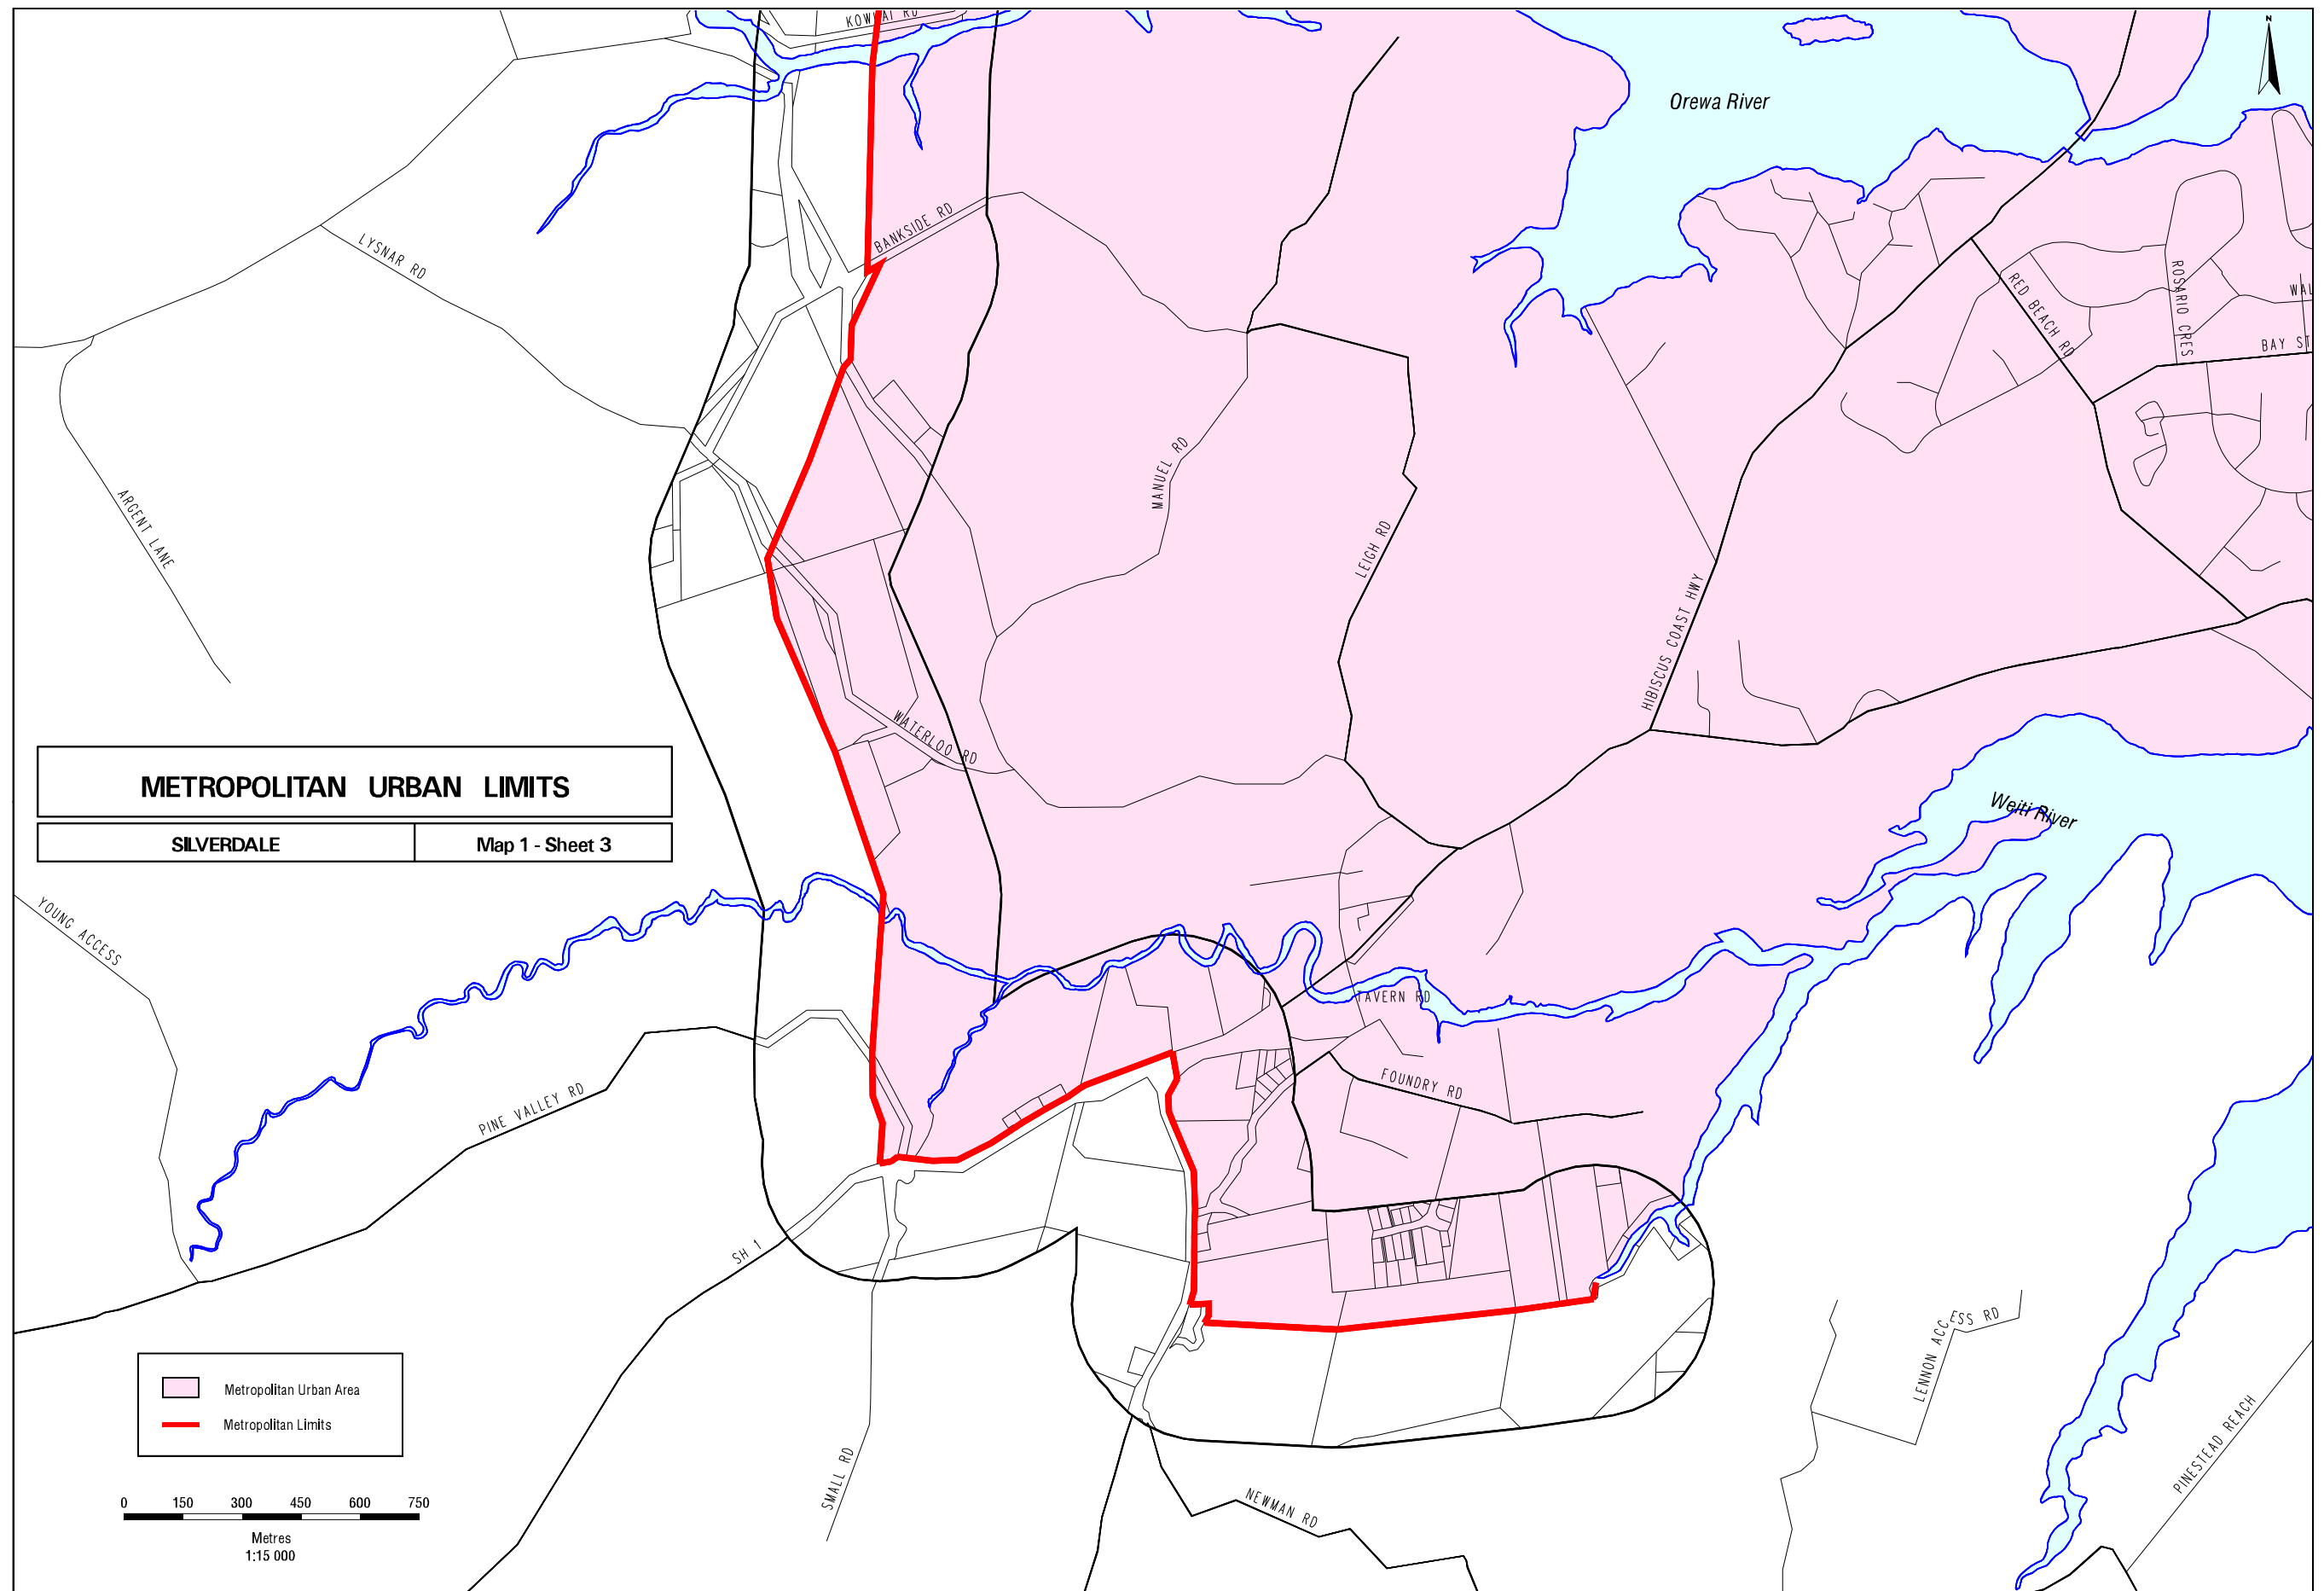 KOWHAI RD
N
Orewa River
BANKSIDE RD
LYSNAR RD
RED BEACH RD
ROSARIO CRES
WAL
BAY ST
MANUEL RD
ARGENT LANE
LEIGH RD
HIBISCUS COAST HWY
WATERLOO RD
METROPOLITAN URBAN LIMITS
SILVERDALE
Map 1 - Sheet 3
Weiti River
YOUNG ACCESS
TAVERN RD
PINE VALLEY RD
FOUNDRY RD
SH 1
LENNON ACCESS RD
Metropolitan Urban Area
Metropolitan Limits
SMALL RD
PINESTEAD REACH
NEWMAN RD
0 150 300 450 600 750
Metres
1:15 000